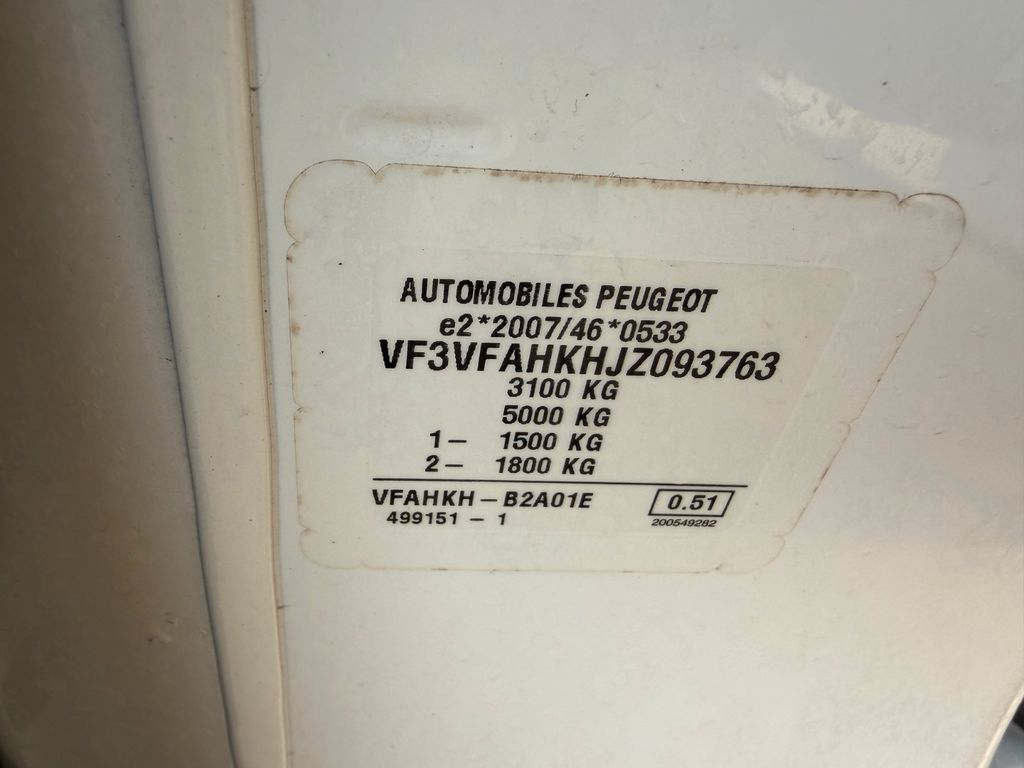 AUTOMOBILES PEUGEOT
e2*2007/46*0533
VF3VFAHKHJZ093763
3100 KG
5000 KG
1– 1500 KG
2– 1800 KG
VFAHKH–B2A01E 0.51
499151 – 1 200549282